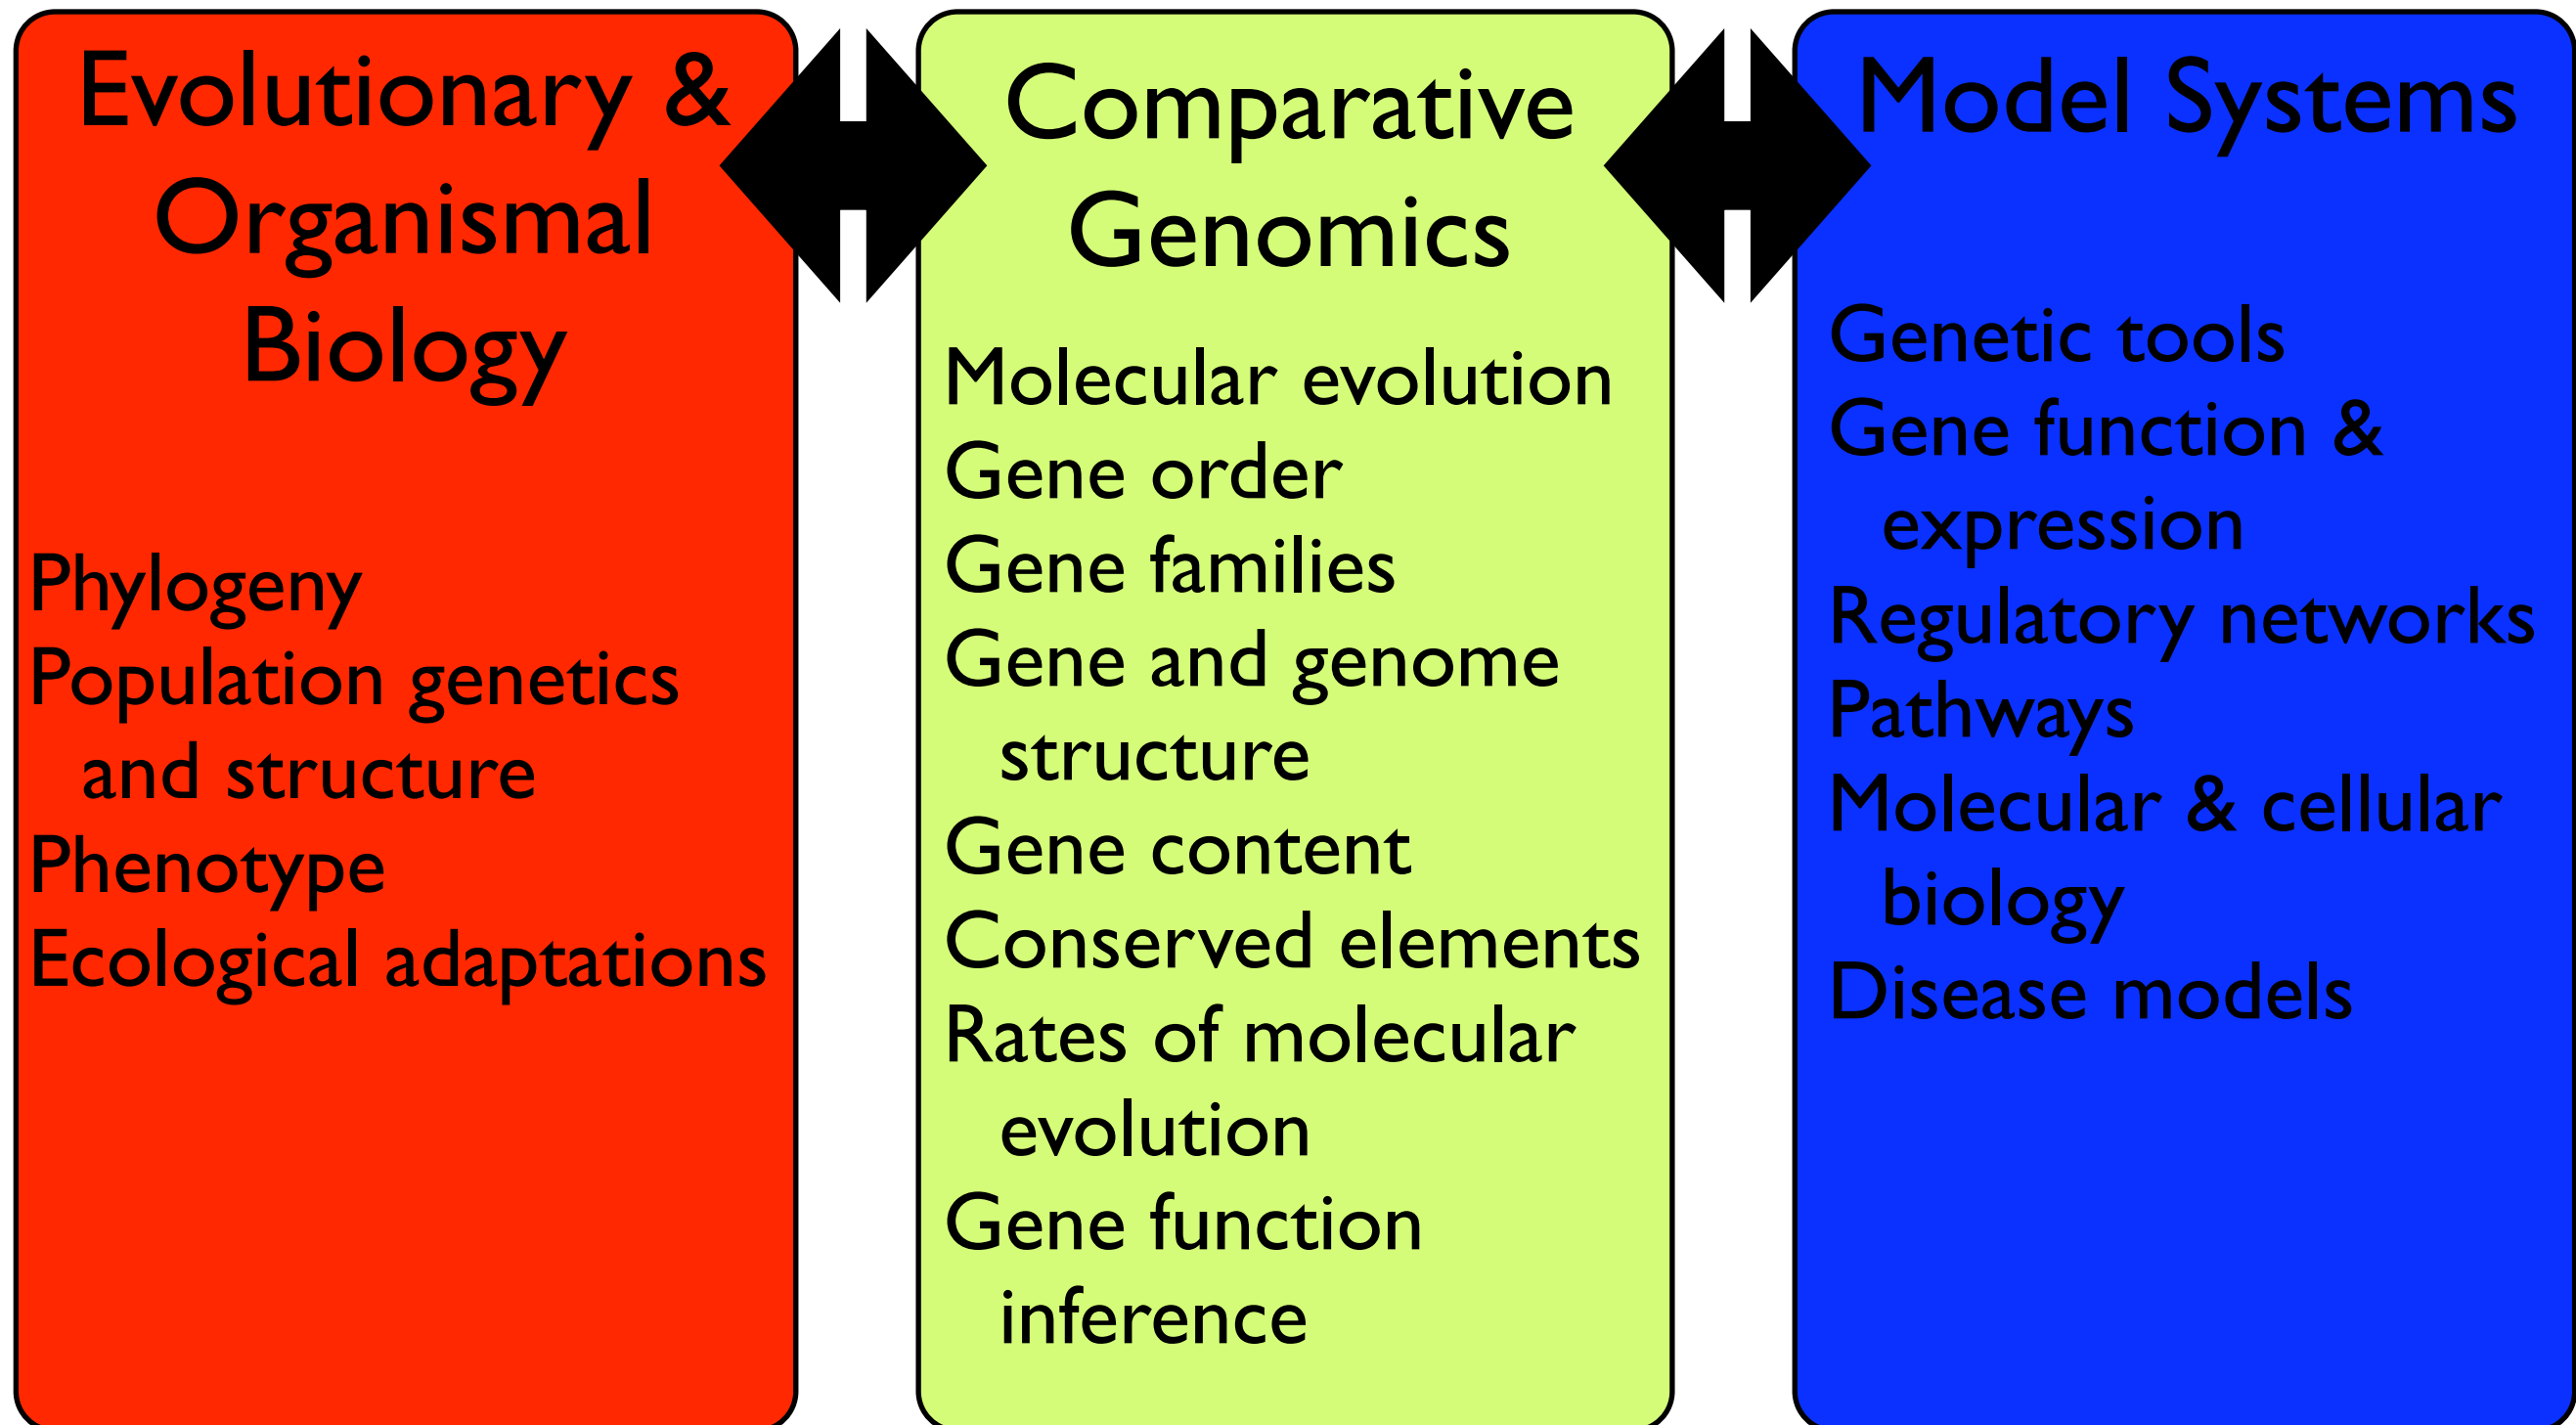 Evolutionary &
Organismal
Biology
Phylogeny
Population genetics
and structure
Phenotype
Ecological adaptations
Comparative
Genomics
Molecular evolution
Gene order
Gene families
Gene and genome
structure
Gene content
Conserved elements
Rates of molecular
evolution
Gene function
inference
Model Systems
Genetic tools
Gene function &
expression
Regulatory networks
Pathways
Molecular & cellular
biology
Disease models